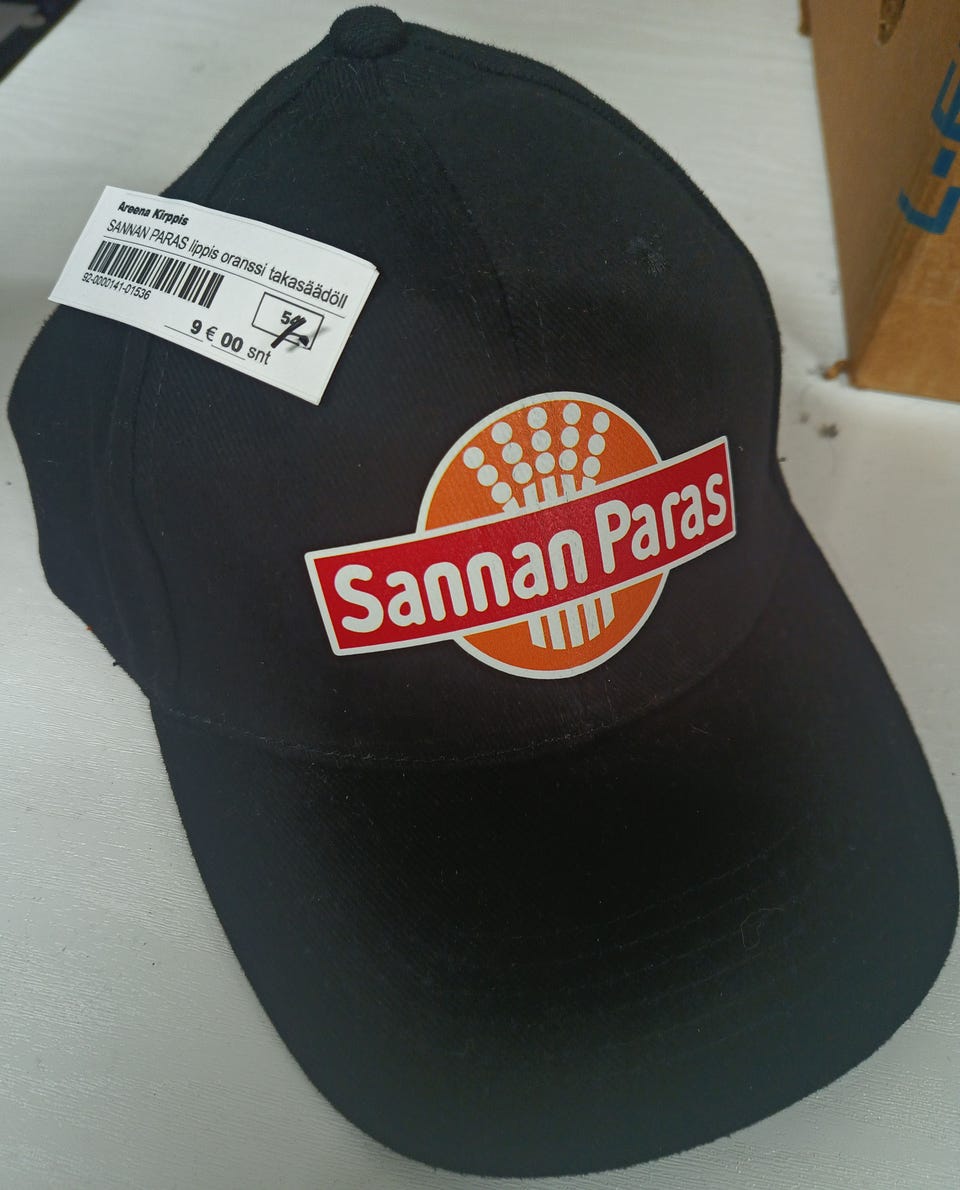 Areena Kirppis
SANNAN PARAS lippis oranssi takasäädöll
92-0000141-01536
9 € 00 snt
Sannan Paras